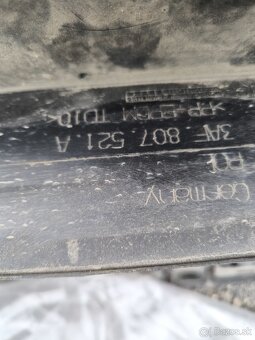 >PP+EPDM-TD10<
3AF 807 521 A
Germany
Bazos.sk